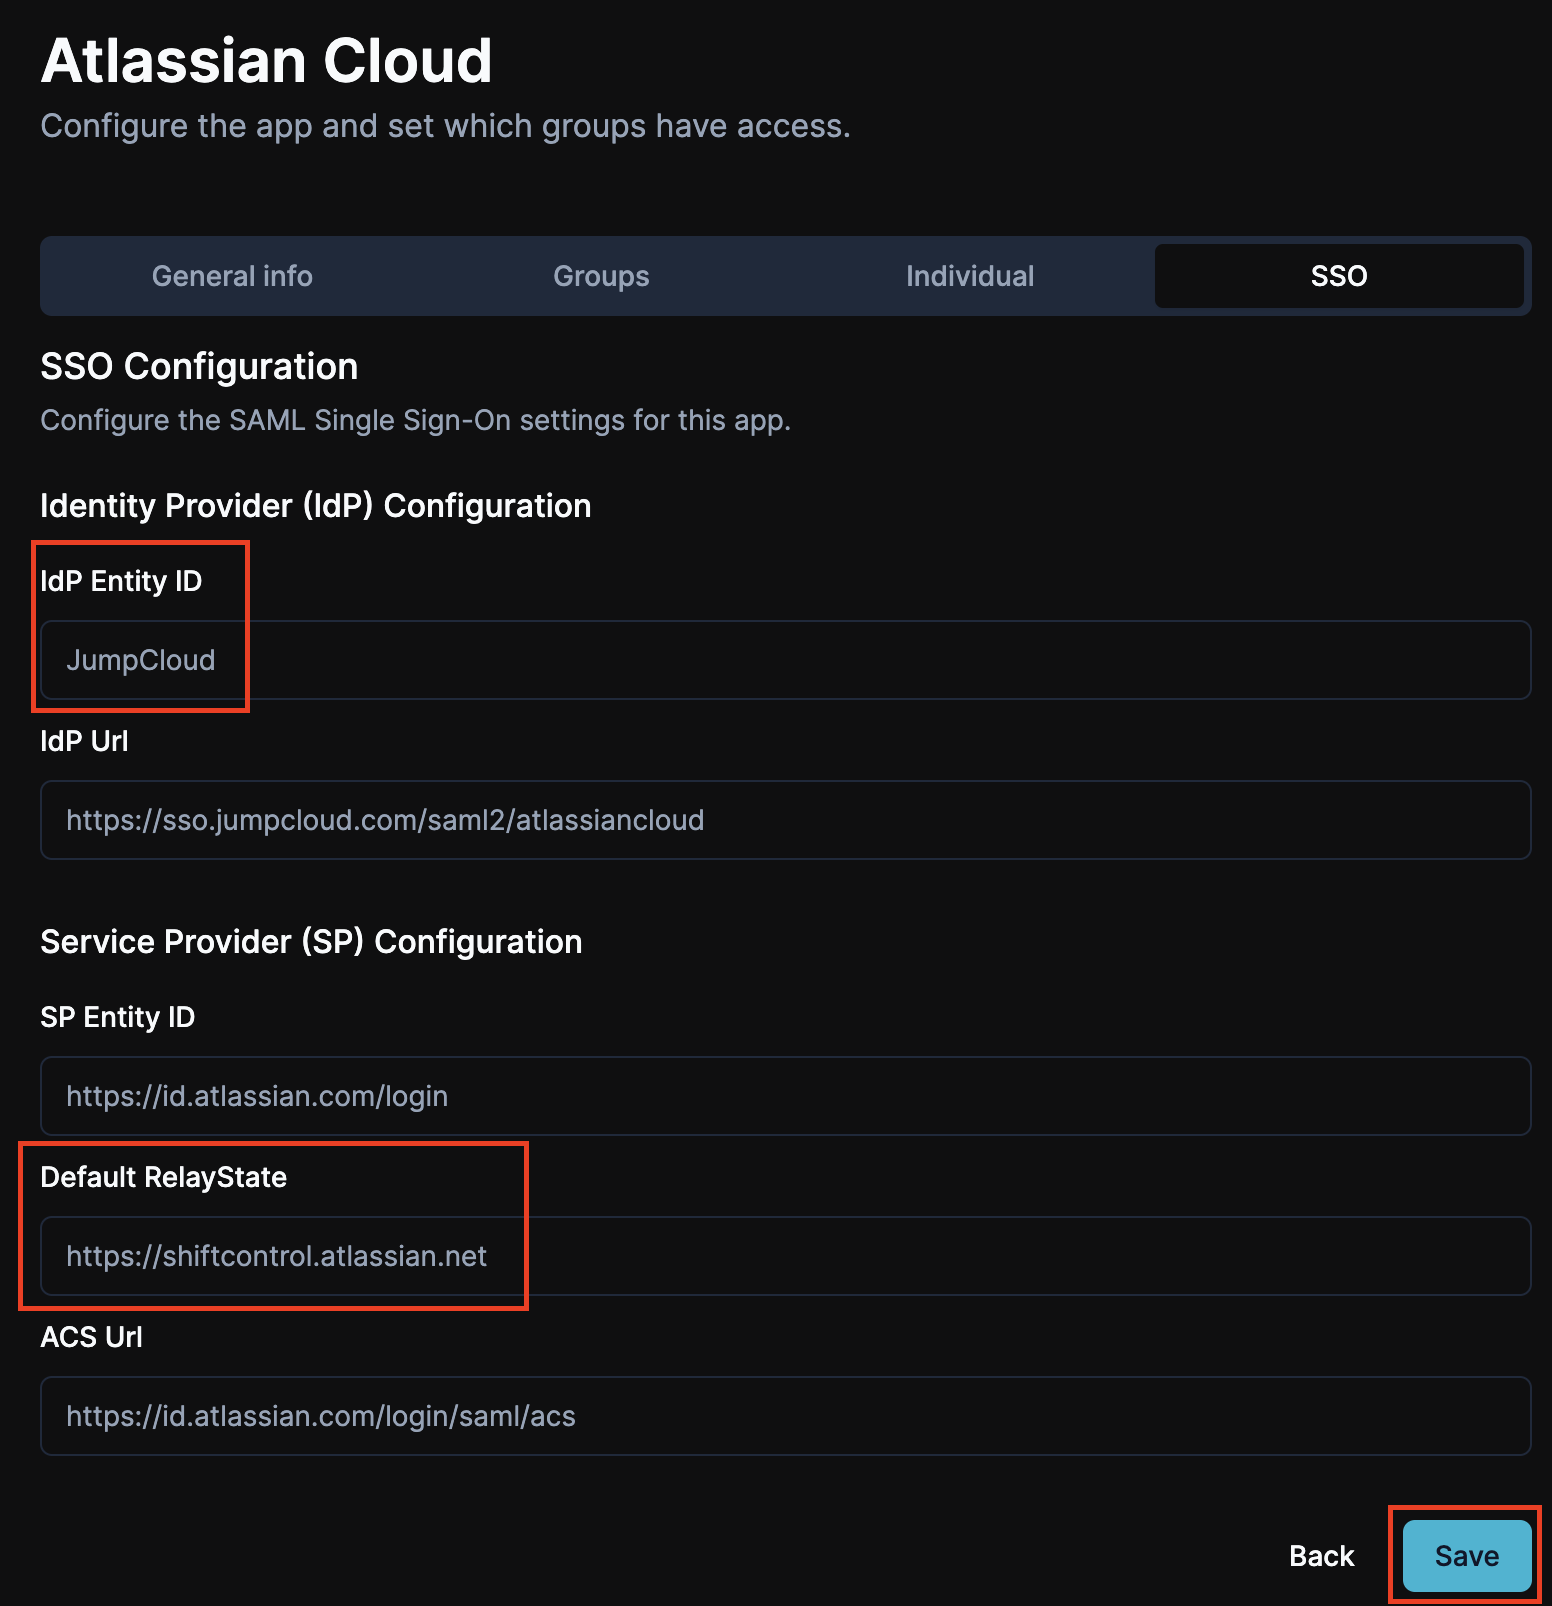 Atlassian Cloud
Configure the app and set which groups have access.
General info
Groups
Individual
SSO
SSO Configuration
Configure the SAML Single Sign-On settings for this app.
Identity Provider (IdP) Configuration
IdP Entity ID
JumpCloud
IdP Url
https://sso.jumpcloud.com/saml2/atlassiancloud
Service Provider (SP) Configuration
SP Entity ID
https://id.atlassian.com/login
Default RelayState
https://shiftcontrol.atlassian.net
ACS Url
https://id.atlassian.com/login/saml/acs
Back
Save